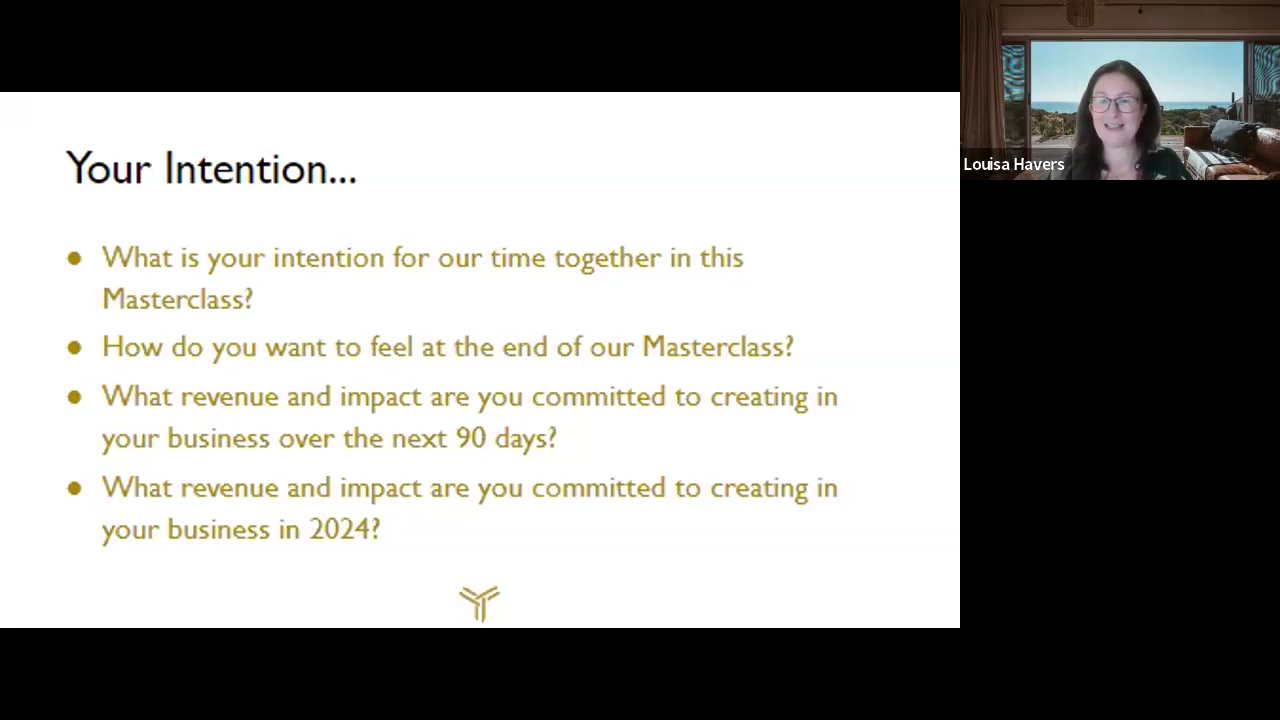 Your Intention...
● What is your intention for our time together in this
Masterclass?
● How do you want to feel at the end of our Masterclass?
● What revenue and impact are you committed to creating in
your business over the next 90 days?
● What revenue and impact are you committed to creating in
your business in 2024?
Louisa Havers